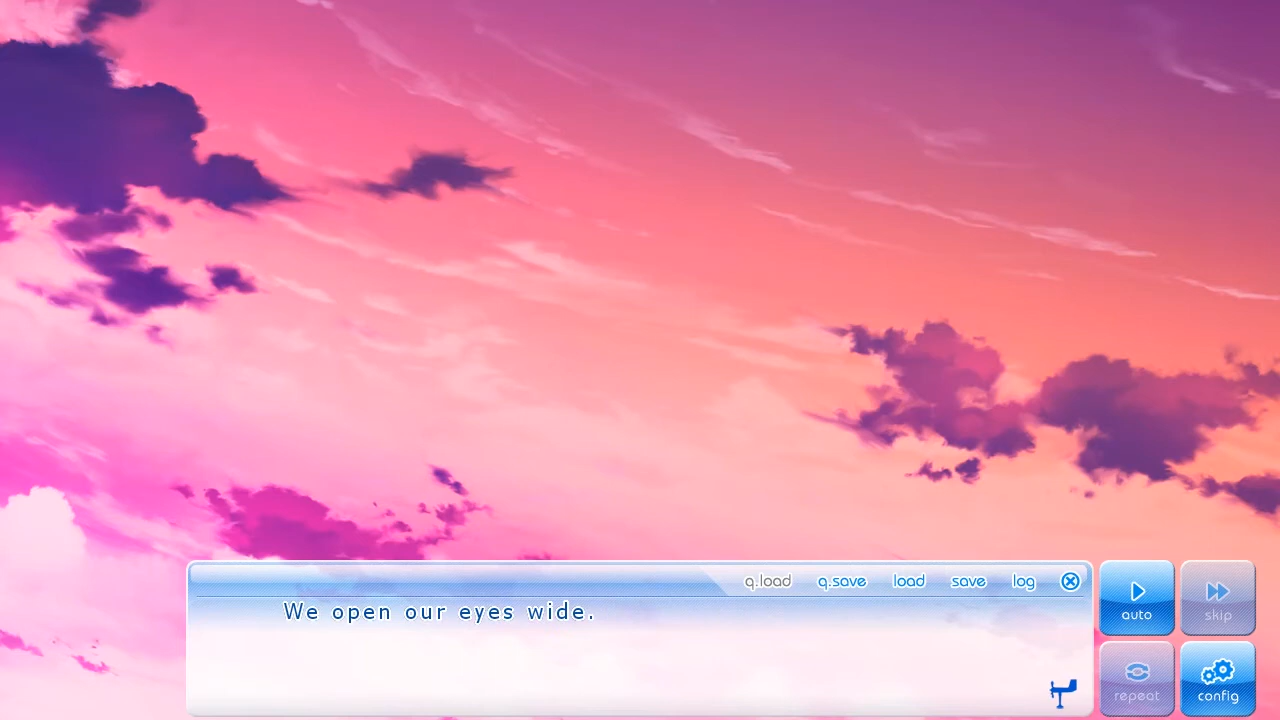 q.load q.save load save log
We open our eyes wide.
auto
skip
repeat
config